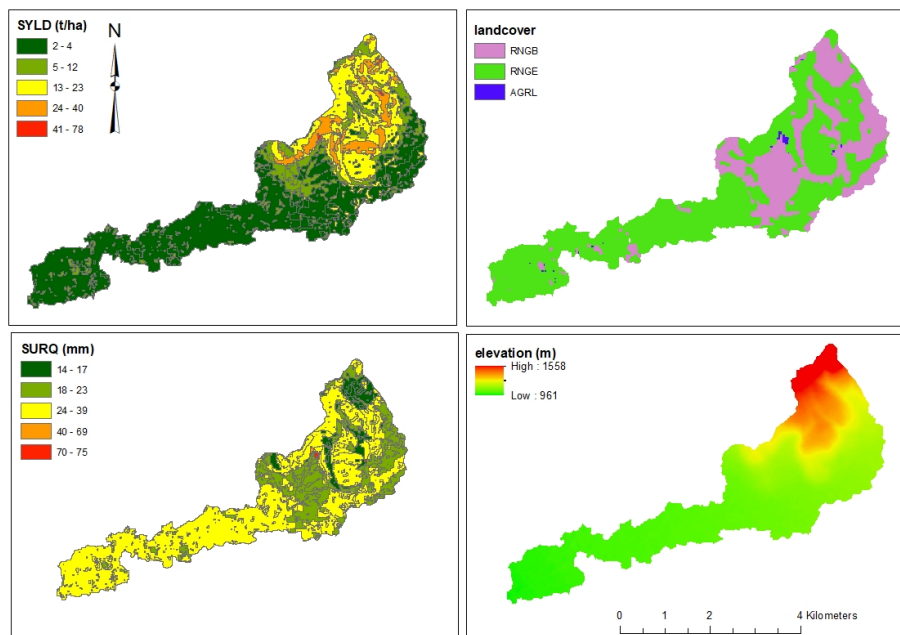 SYLD (t/ha)
N
2 - 4
5 - 12
13 - 23
24 - 40
41 - 78
landcover
RNGB
RNGE
AGRL
SURQ (mm)
14 - 17
18 - 23
24 - 39
40 - 69
70 - 75
elevation (m)
High : 1558
Low : 961
0 1 2 4 Kilometers